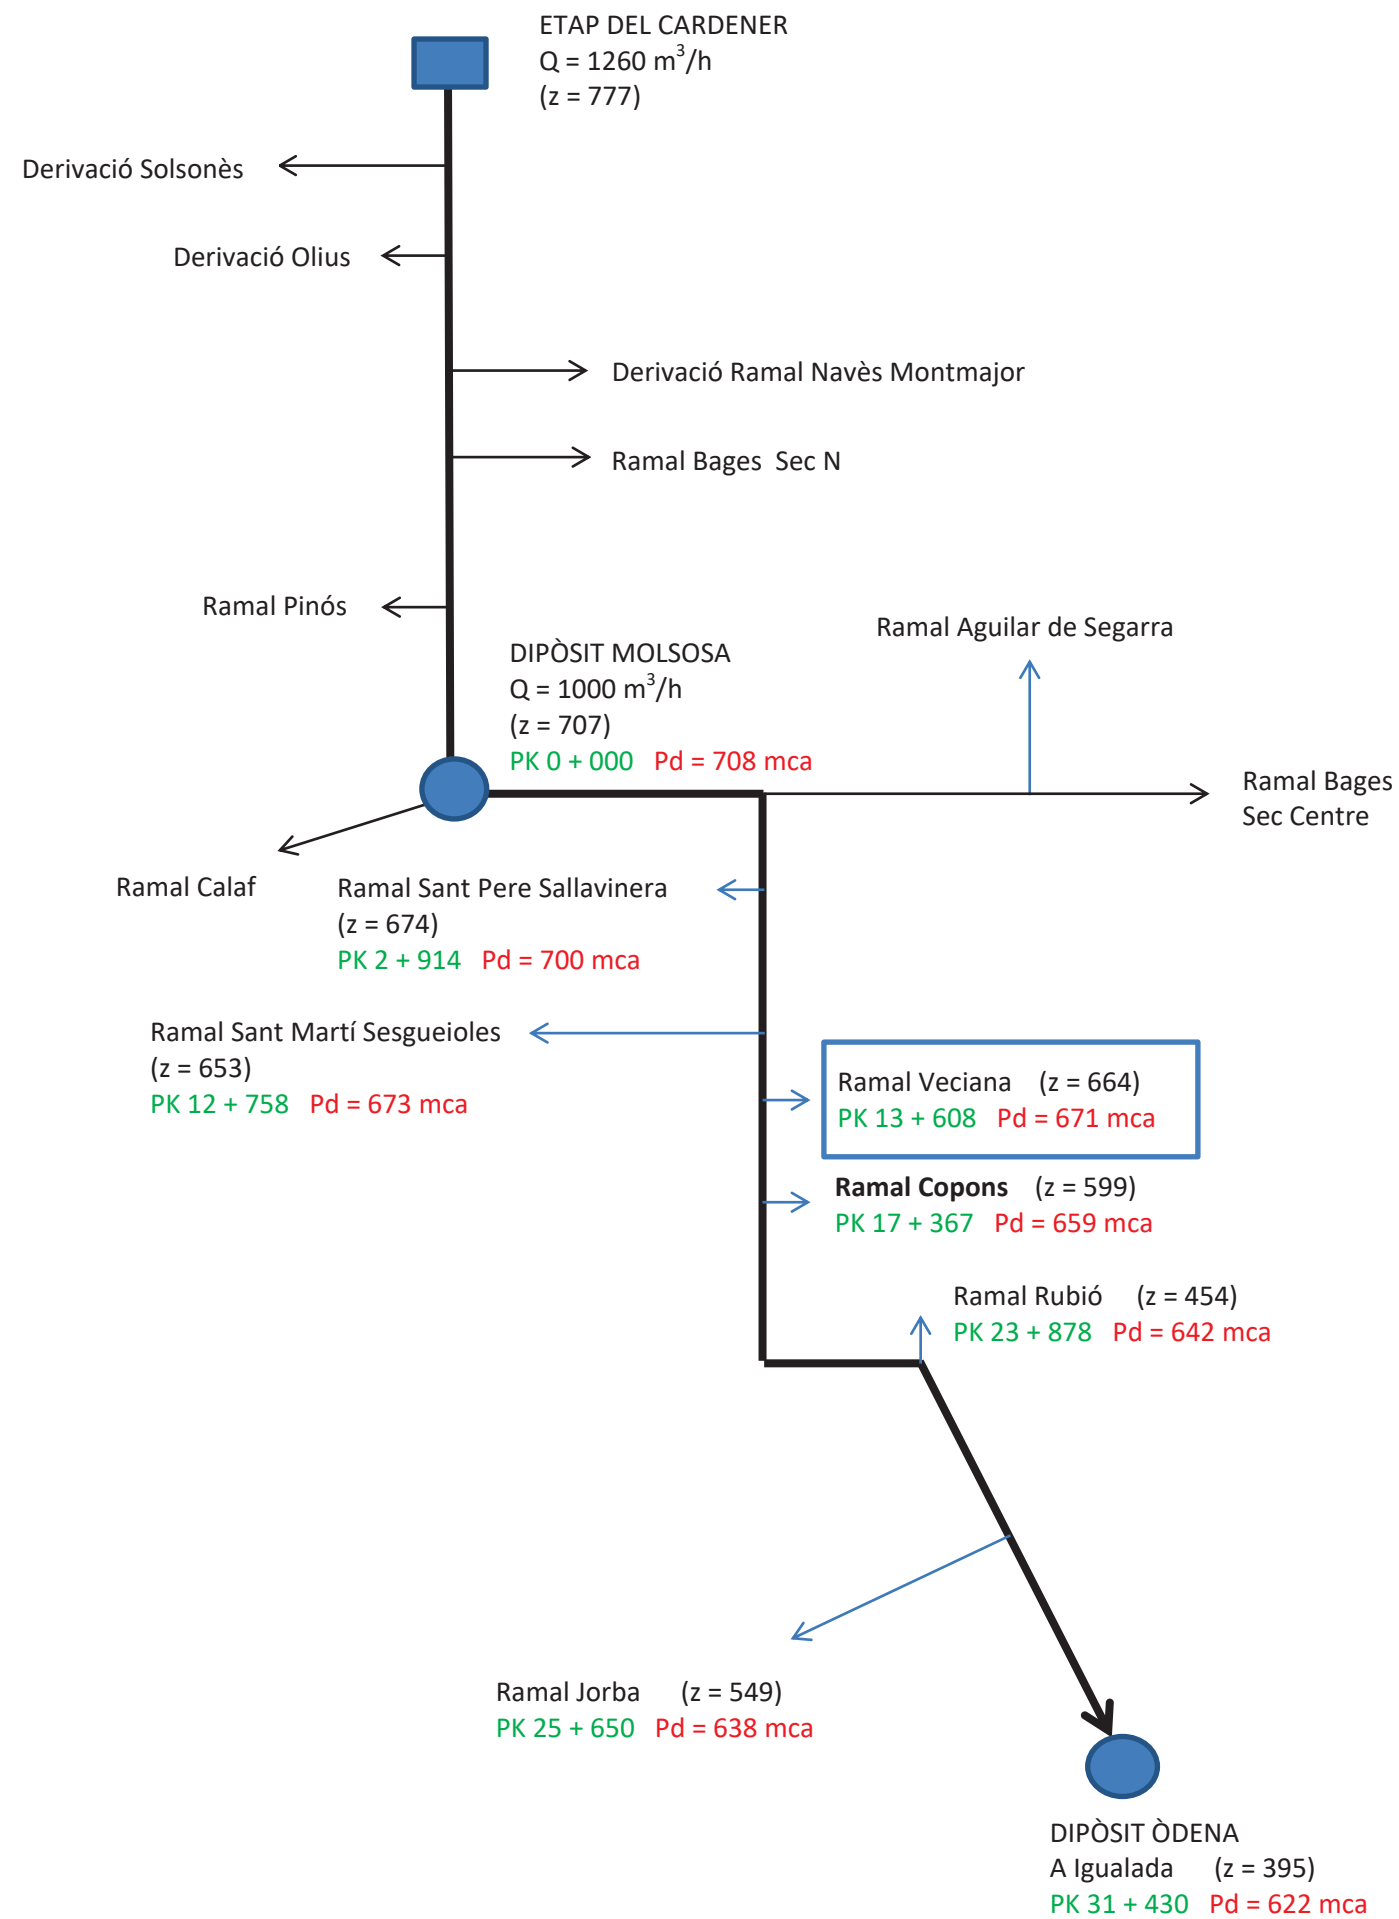 ETAP DEL CARDENER
Q = 1260 m³/h
(z = 777)
Derivació Solsonès
Derivació Olius
Derivació Ramal Navès Montmajor
Ramal Bages Sec N
Ramal Pinós
Ramal Aguilar de Segarra
DIPÒSIT MOLSOSA
Q = 1000 m³/h
(z = 707)
PK 0 + 000 Pd = 708 mca
Ramal Bages
Sec Centre
Ramal Calaf
Ramal Sant Pere Sallavinera
(z = 674)
PK 2 + 914 Pd = 700 mca
Ramal Sant Martí Sesgueioles
(z = 653)
PK 12 + 758 Pd = 673 mca
Ramal Veciana (z = 664)
PK 13 + 608 Pd = 671 mca
Ramal Copons (z = 599)
PK 17 + 367 Pd = 659 mca
Ramal Rubió (z = 454)
PK 23 + 878 Pd = 642 mca
Ramal Jorba (z = 549)
PK 25 + 650 Pd = 638 mca
DIPÒSIT ÒDENA
A Igualada (z = 395)
PK 31 + 430 Pd = 622 mca